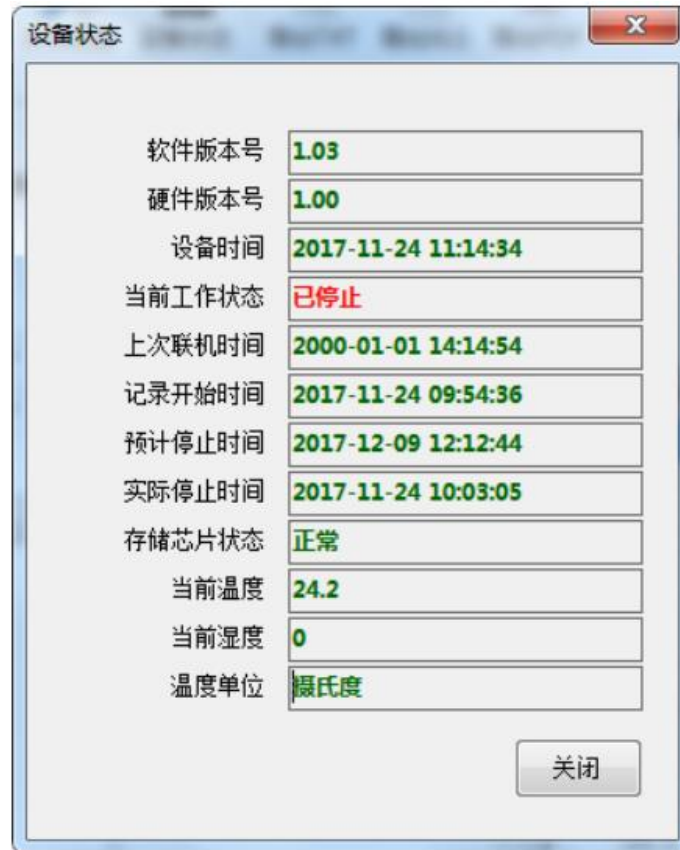 设备状态
软件版本号 1.03
硬件版本号 1.00
设备时间 2017-11-24 11:14:34
当前工作状态 已停止
上次联机时间 2000-01-01 14:14:54
记录开始时间 2017-11-24 09:54:36
预计停止时间 2017-12-09 12:12:44
实际停止时间 2017-11-24 10:03:05
存储芯片状态 正常
当前温度 24.2
当前湿度 0
温度单位 摄氏度
关闭